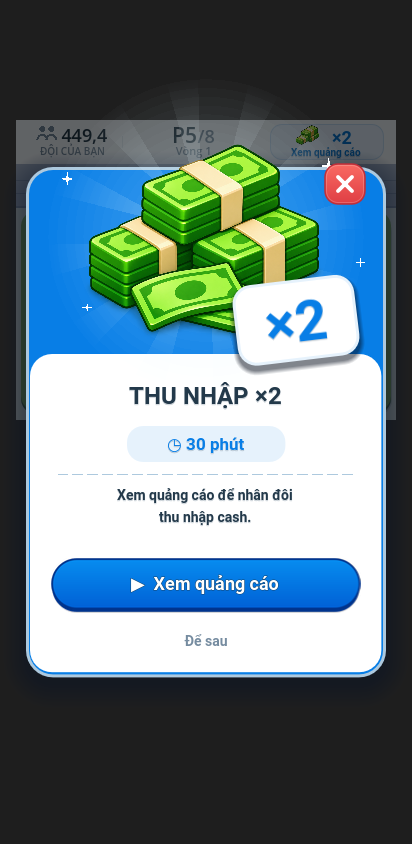 449,4
ĐỘI CỦA BẠN
P5/8
Vòng 1
×2
Xem quảng cáo
×2
THU NHẬP ×2
30 phút
Xem quảng cáo để nhân đôi
thu nhập cash.
Xem quảng cáo
Để sau